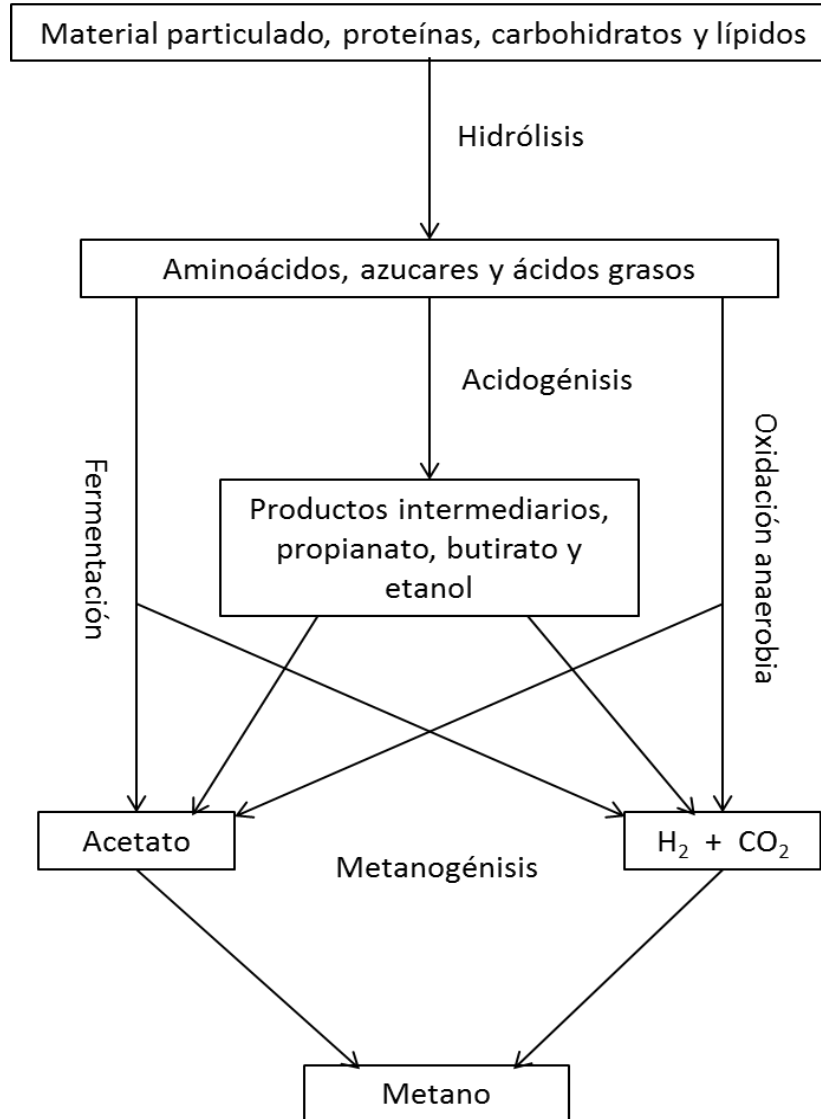 Material particulado, proteínas, carbohidratos y lípidos
Hidrólisis
Aminoácidos, azucares y ácidos grasos
Acidogénisis
Fermentación
Oxidación anaerobia
Productos intermediarios,
propianato, butirato y
etanol
Acetato
H₂ + CO₂
Metanogénisis
Metano